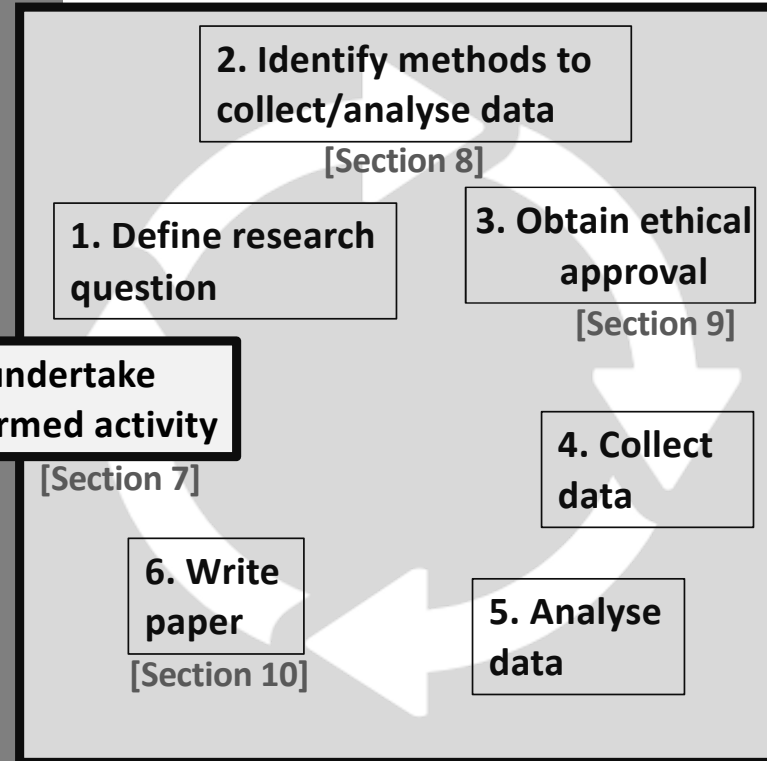 2. Identify methods to
collect/analyse data
[Section 8]
1. Define research
question
3. Obtain ethical
approval
[Section 9]
undertake
rmed activity
[Section 7]
4. Collect
data
5. Analyse
data
6. Write
paper
[Section 10]